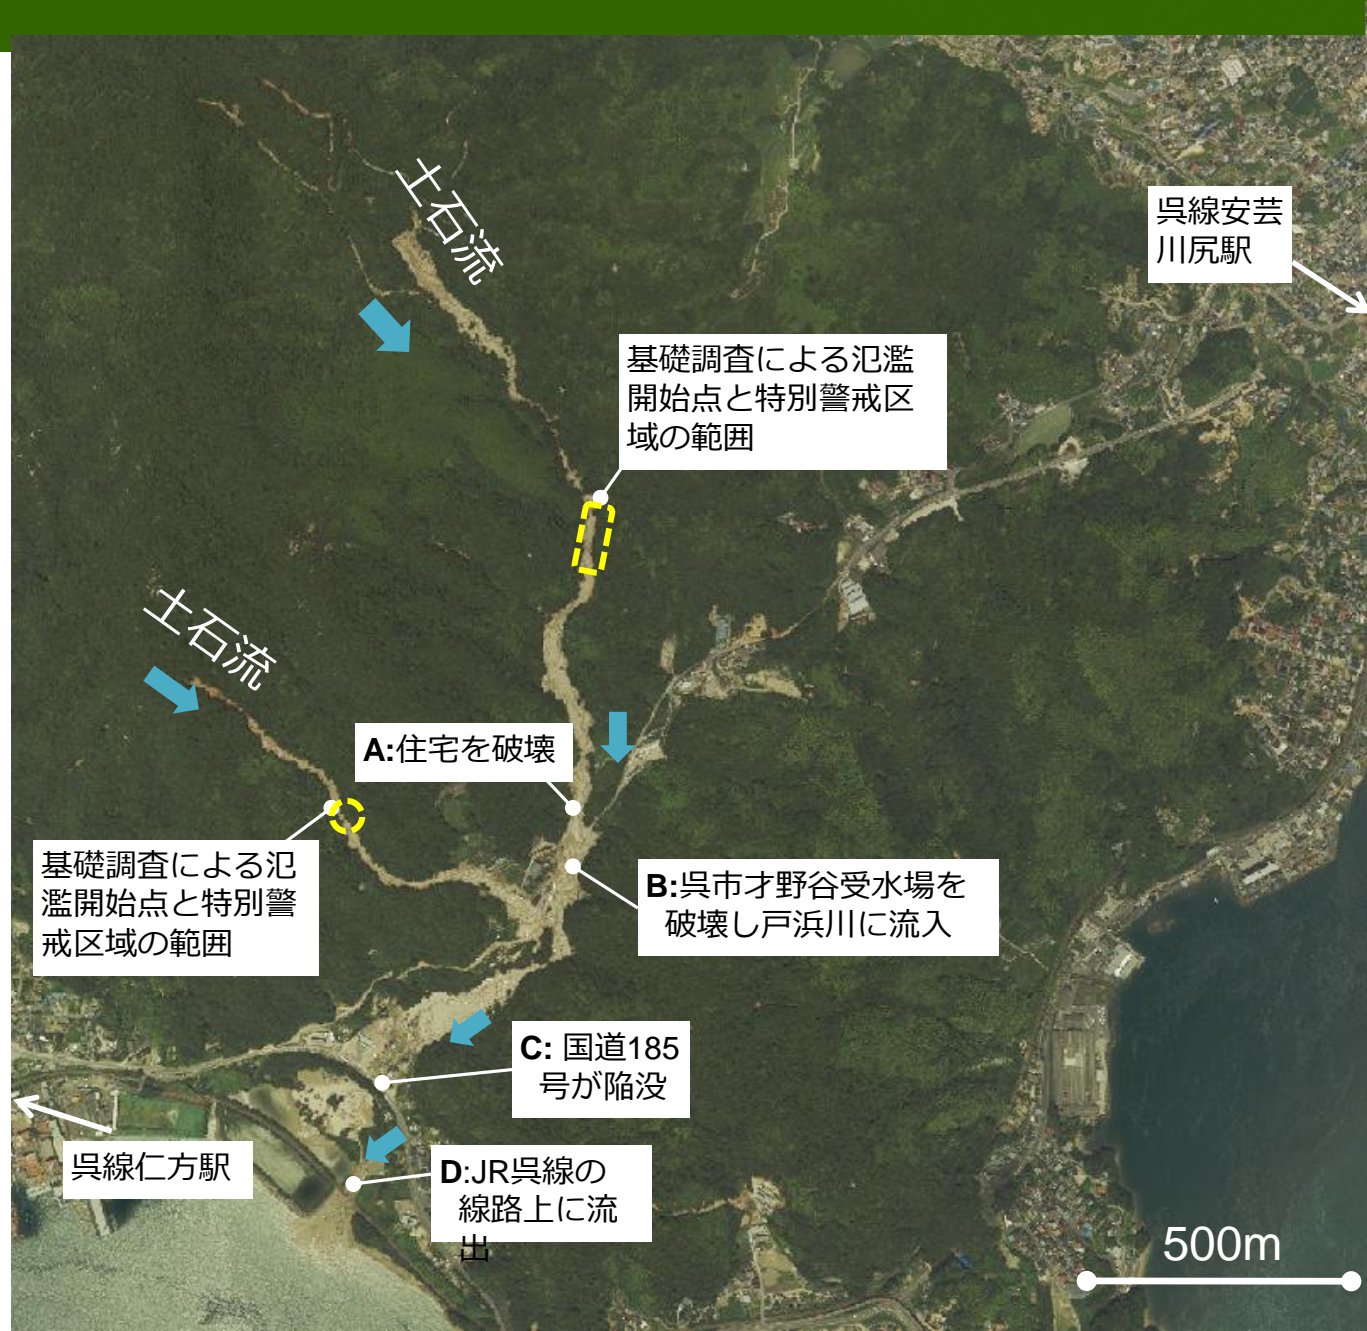 土石流
呉線安芸
川尻駅
基礎調査による氾濫
開始点と特別警戒区
域の範囲
土石流
A:住宅を破壊
基礎調査による氾
濫開始点と特別警
戒区域の範囲
B:呉市才野谷受水場を
破壊し戸浜川に流入
C: 国道185
号が陥没
呉線仁方駅
D:JR呉線の
線路上に流
出
500m